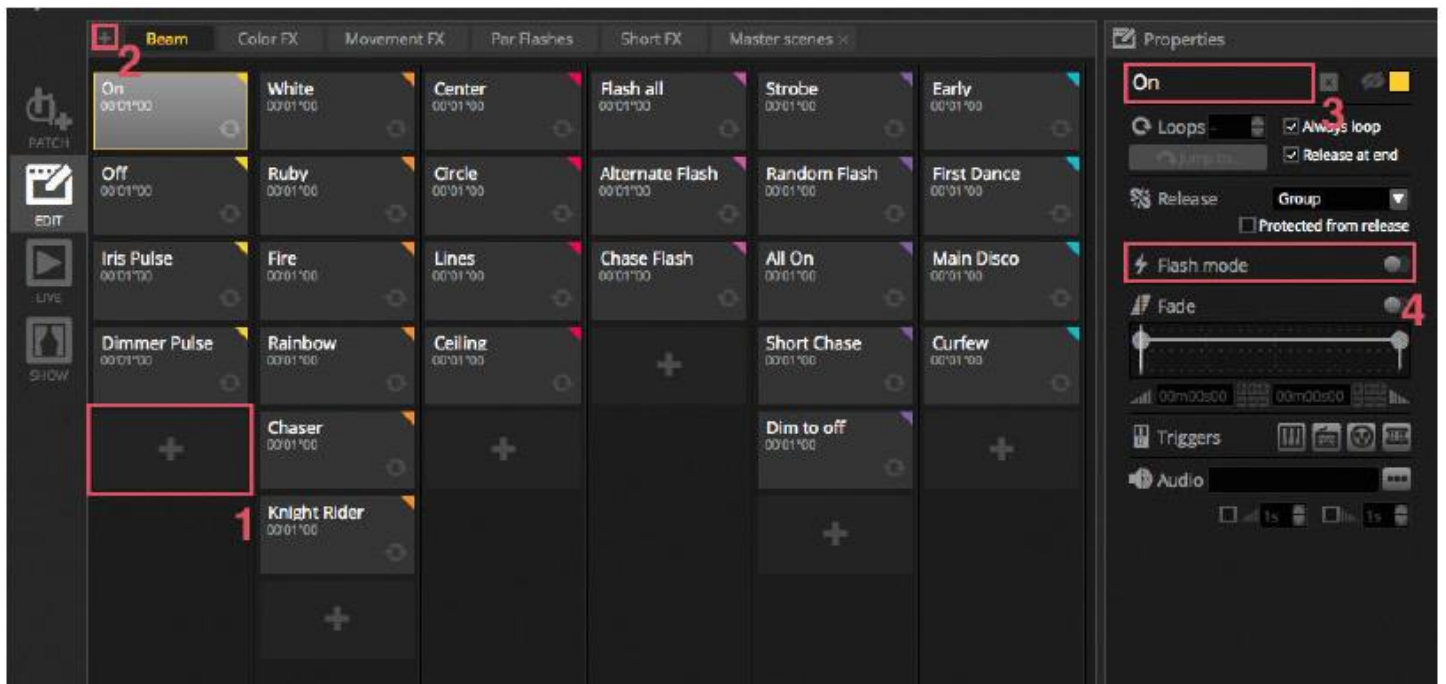 + Beam Color FX Movement FX Par Flashes Short FX Master scenes × Properties
2
On White Center Flash all Strobe Early On
00'01"00 00'01"00 00'01"00 00'01"00 00'01"00 00'01"00
3
PATCH
Loops - Always loop
Jump to...
Release at end
Off Ruby Circle Alternate Flash Random Flash First Dance
00'01"00 00'01"00 00'01"00 00'01"00 00'01"00 00'01"00
Release Group
EDIT
Protected from release
Iris Pulse Fire Lines Chase Flash All On Main Disco
00'01"00 00'01"00 00'01"00 00'01"00 00'01"00 00'01"00
Flash mode
LIVE
Fade
4
Dimmer Pulse Rainbow Ceiling + Short Chase Curfew
00'01"00 00'01"00 00'01"00 00'01"00 00'01"00
SHOW
00m00s00 00m00s00
+ Chaser + Dim to off +
00'01"00 00'01"00
Triggers
Audio
1
Knight Rider +
00'01"00
1s 1s
+